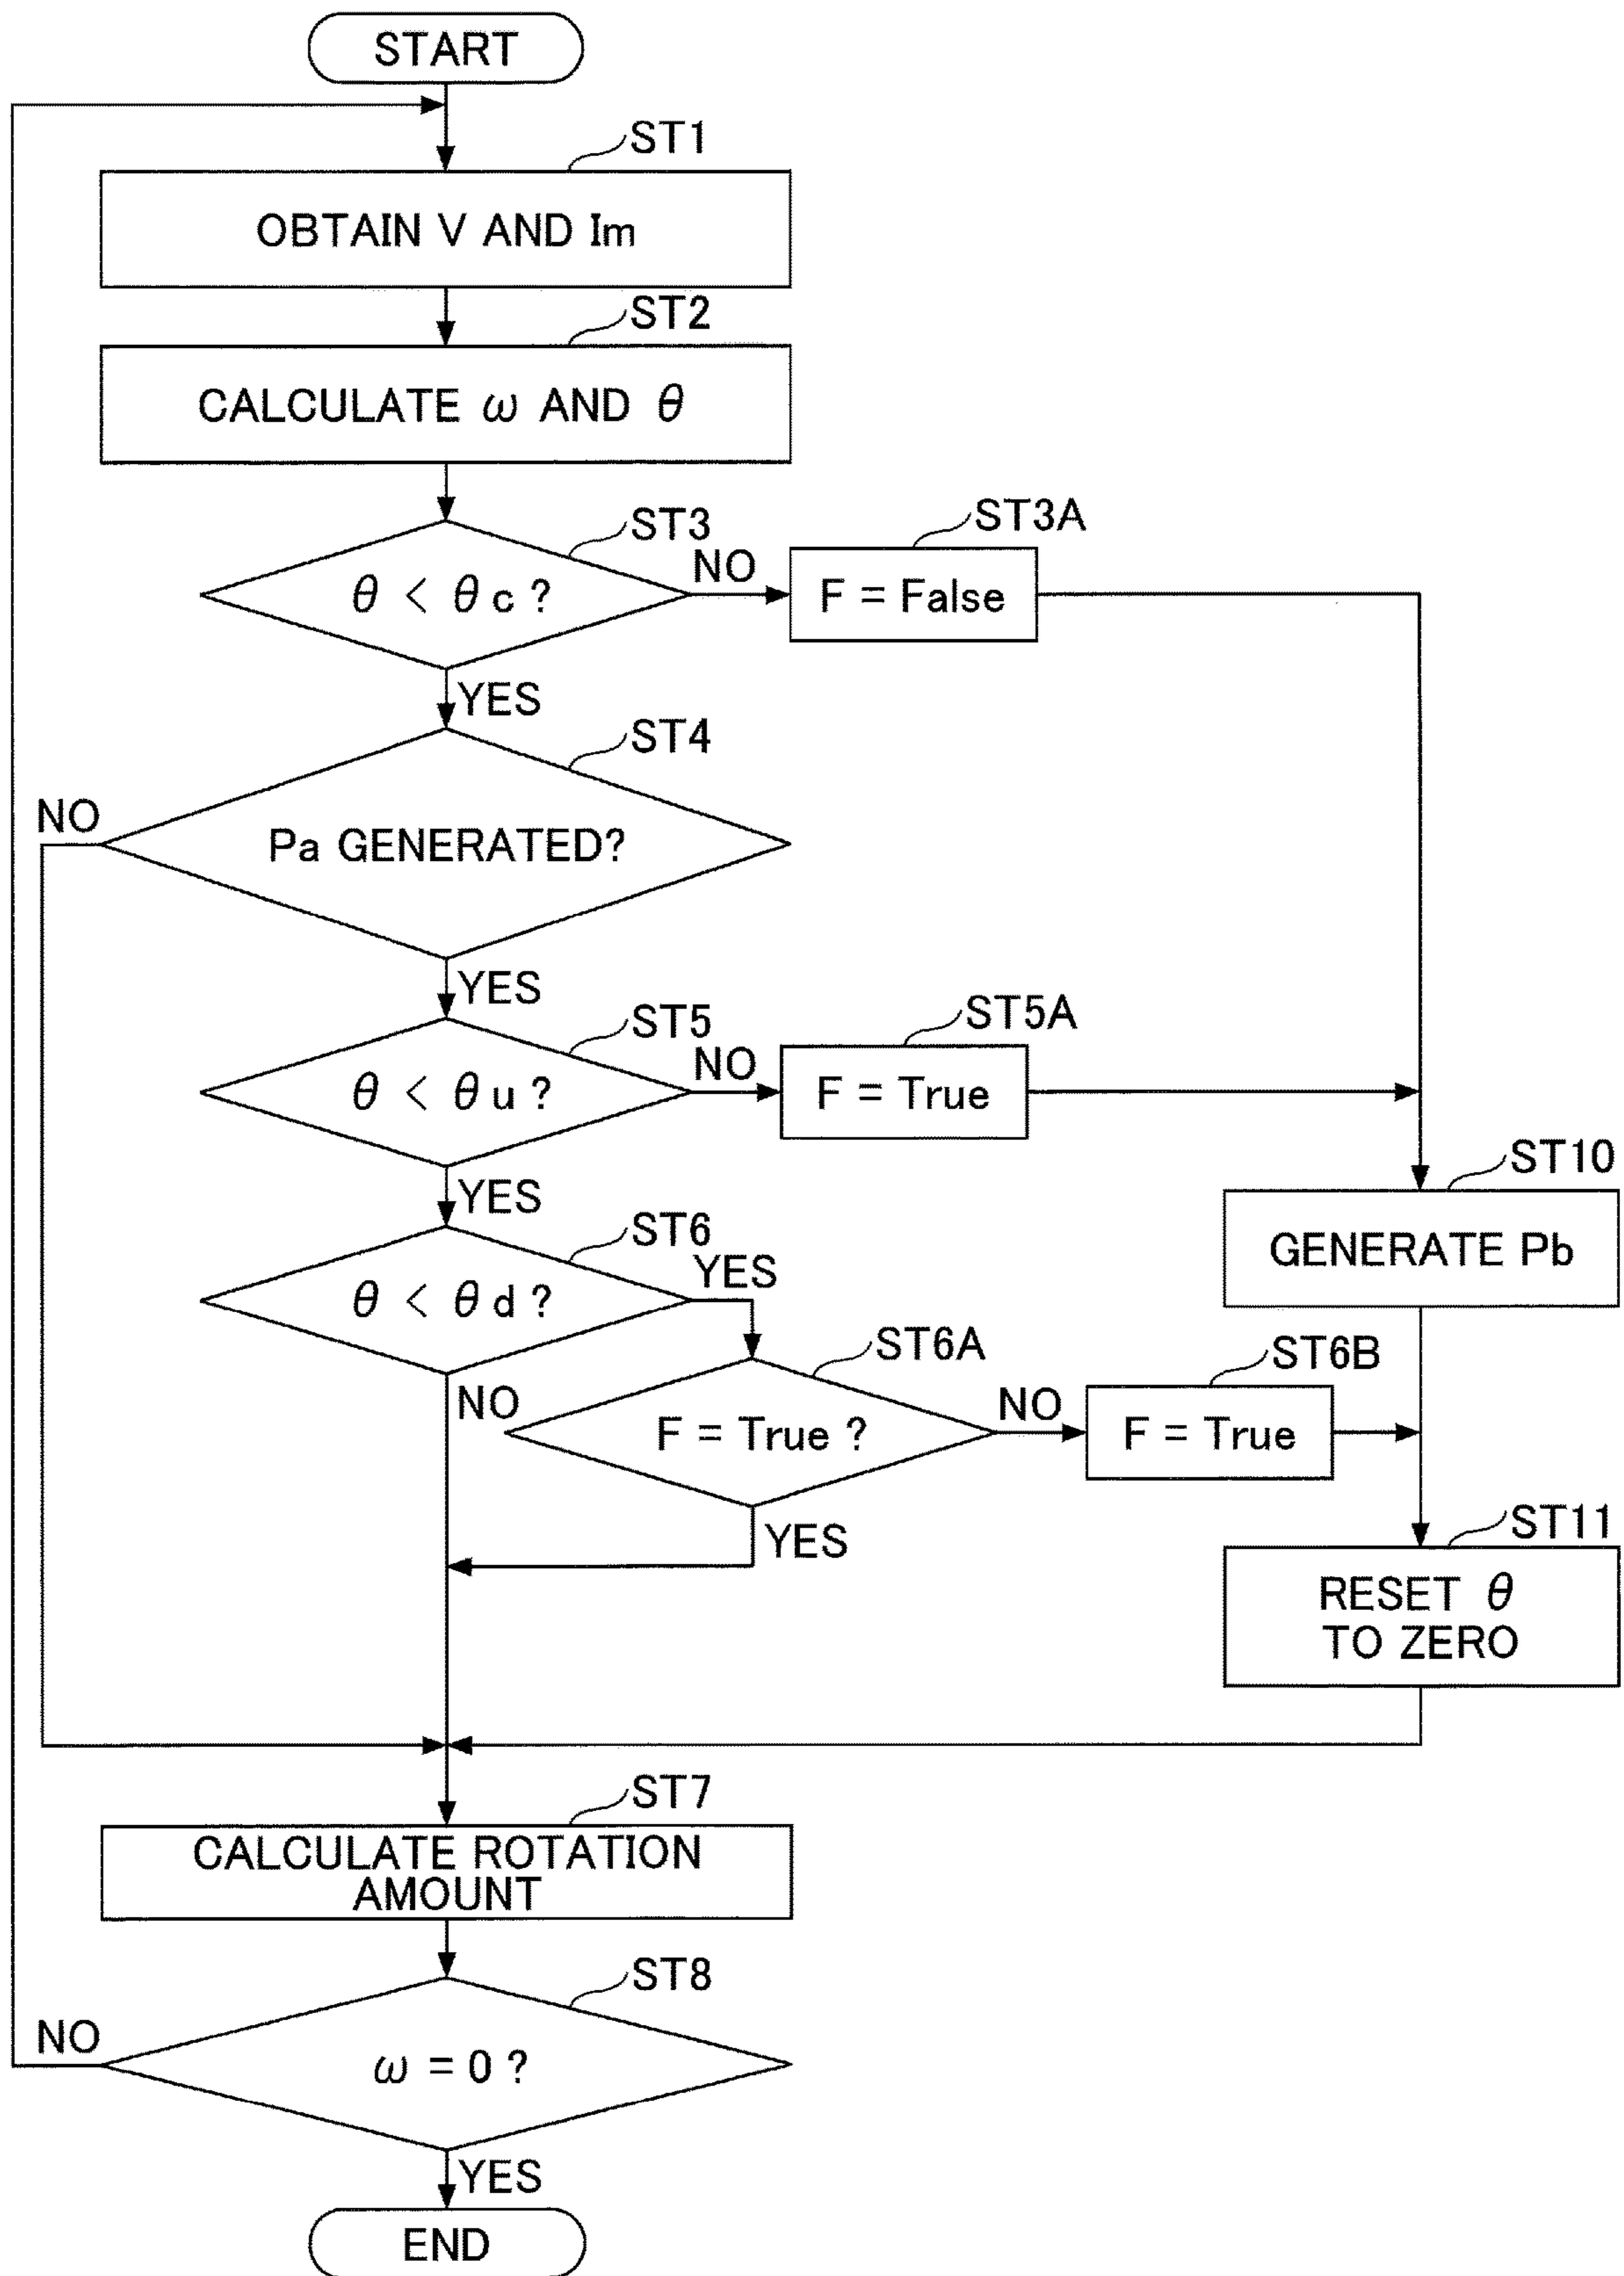 START
ST1
OBTAIN V AND Im
ST2
CALCULATE ω AND θ
ST3
θ < θc ?
NO
ST3A
F = False
YES
ST4
NO
Pa GENERATED?
YES
ST5
θ < θu ?
NO
ST5A
F = True
YES
ST10
GENERATE Pb
ST6
θ < θd ?
YES
NO
ST6A
F = True ?
NO
ST6B
F = True
YES
ST11
RESET θ
TO ZERO
ST7
CALCULATE ROTATION
AMOUNT
ST8
NO
ω = 0 ?
YES
END